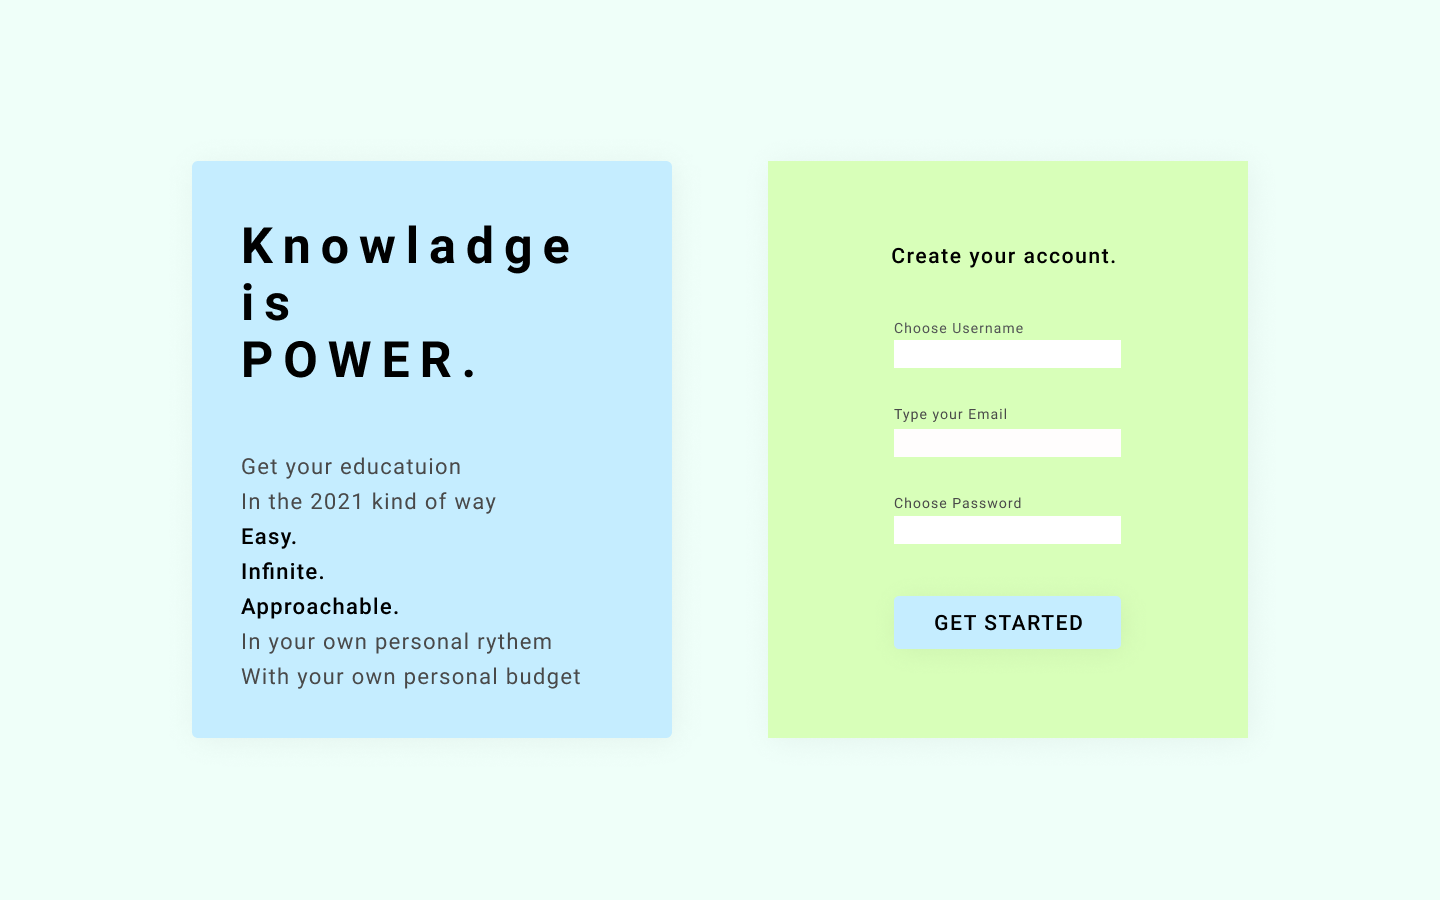 Knowladge
is
POWER.
Get your educatuion
In the 2021 kind of way
Easy.
Infinite.
Approachable.
In your own personal rythem
With your own personal budget
Create your account.
Choose Username
Type your Email
Choose Password
GET STARTED